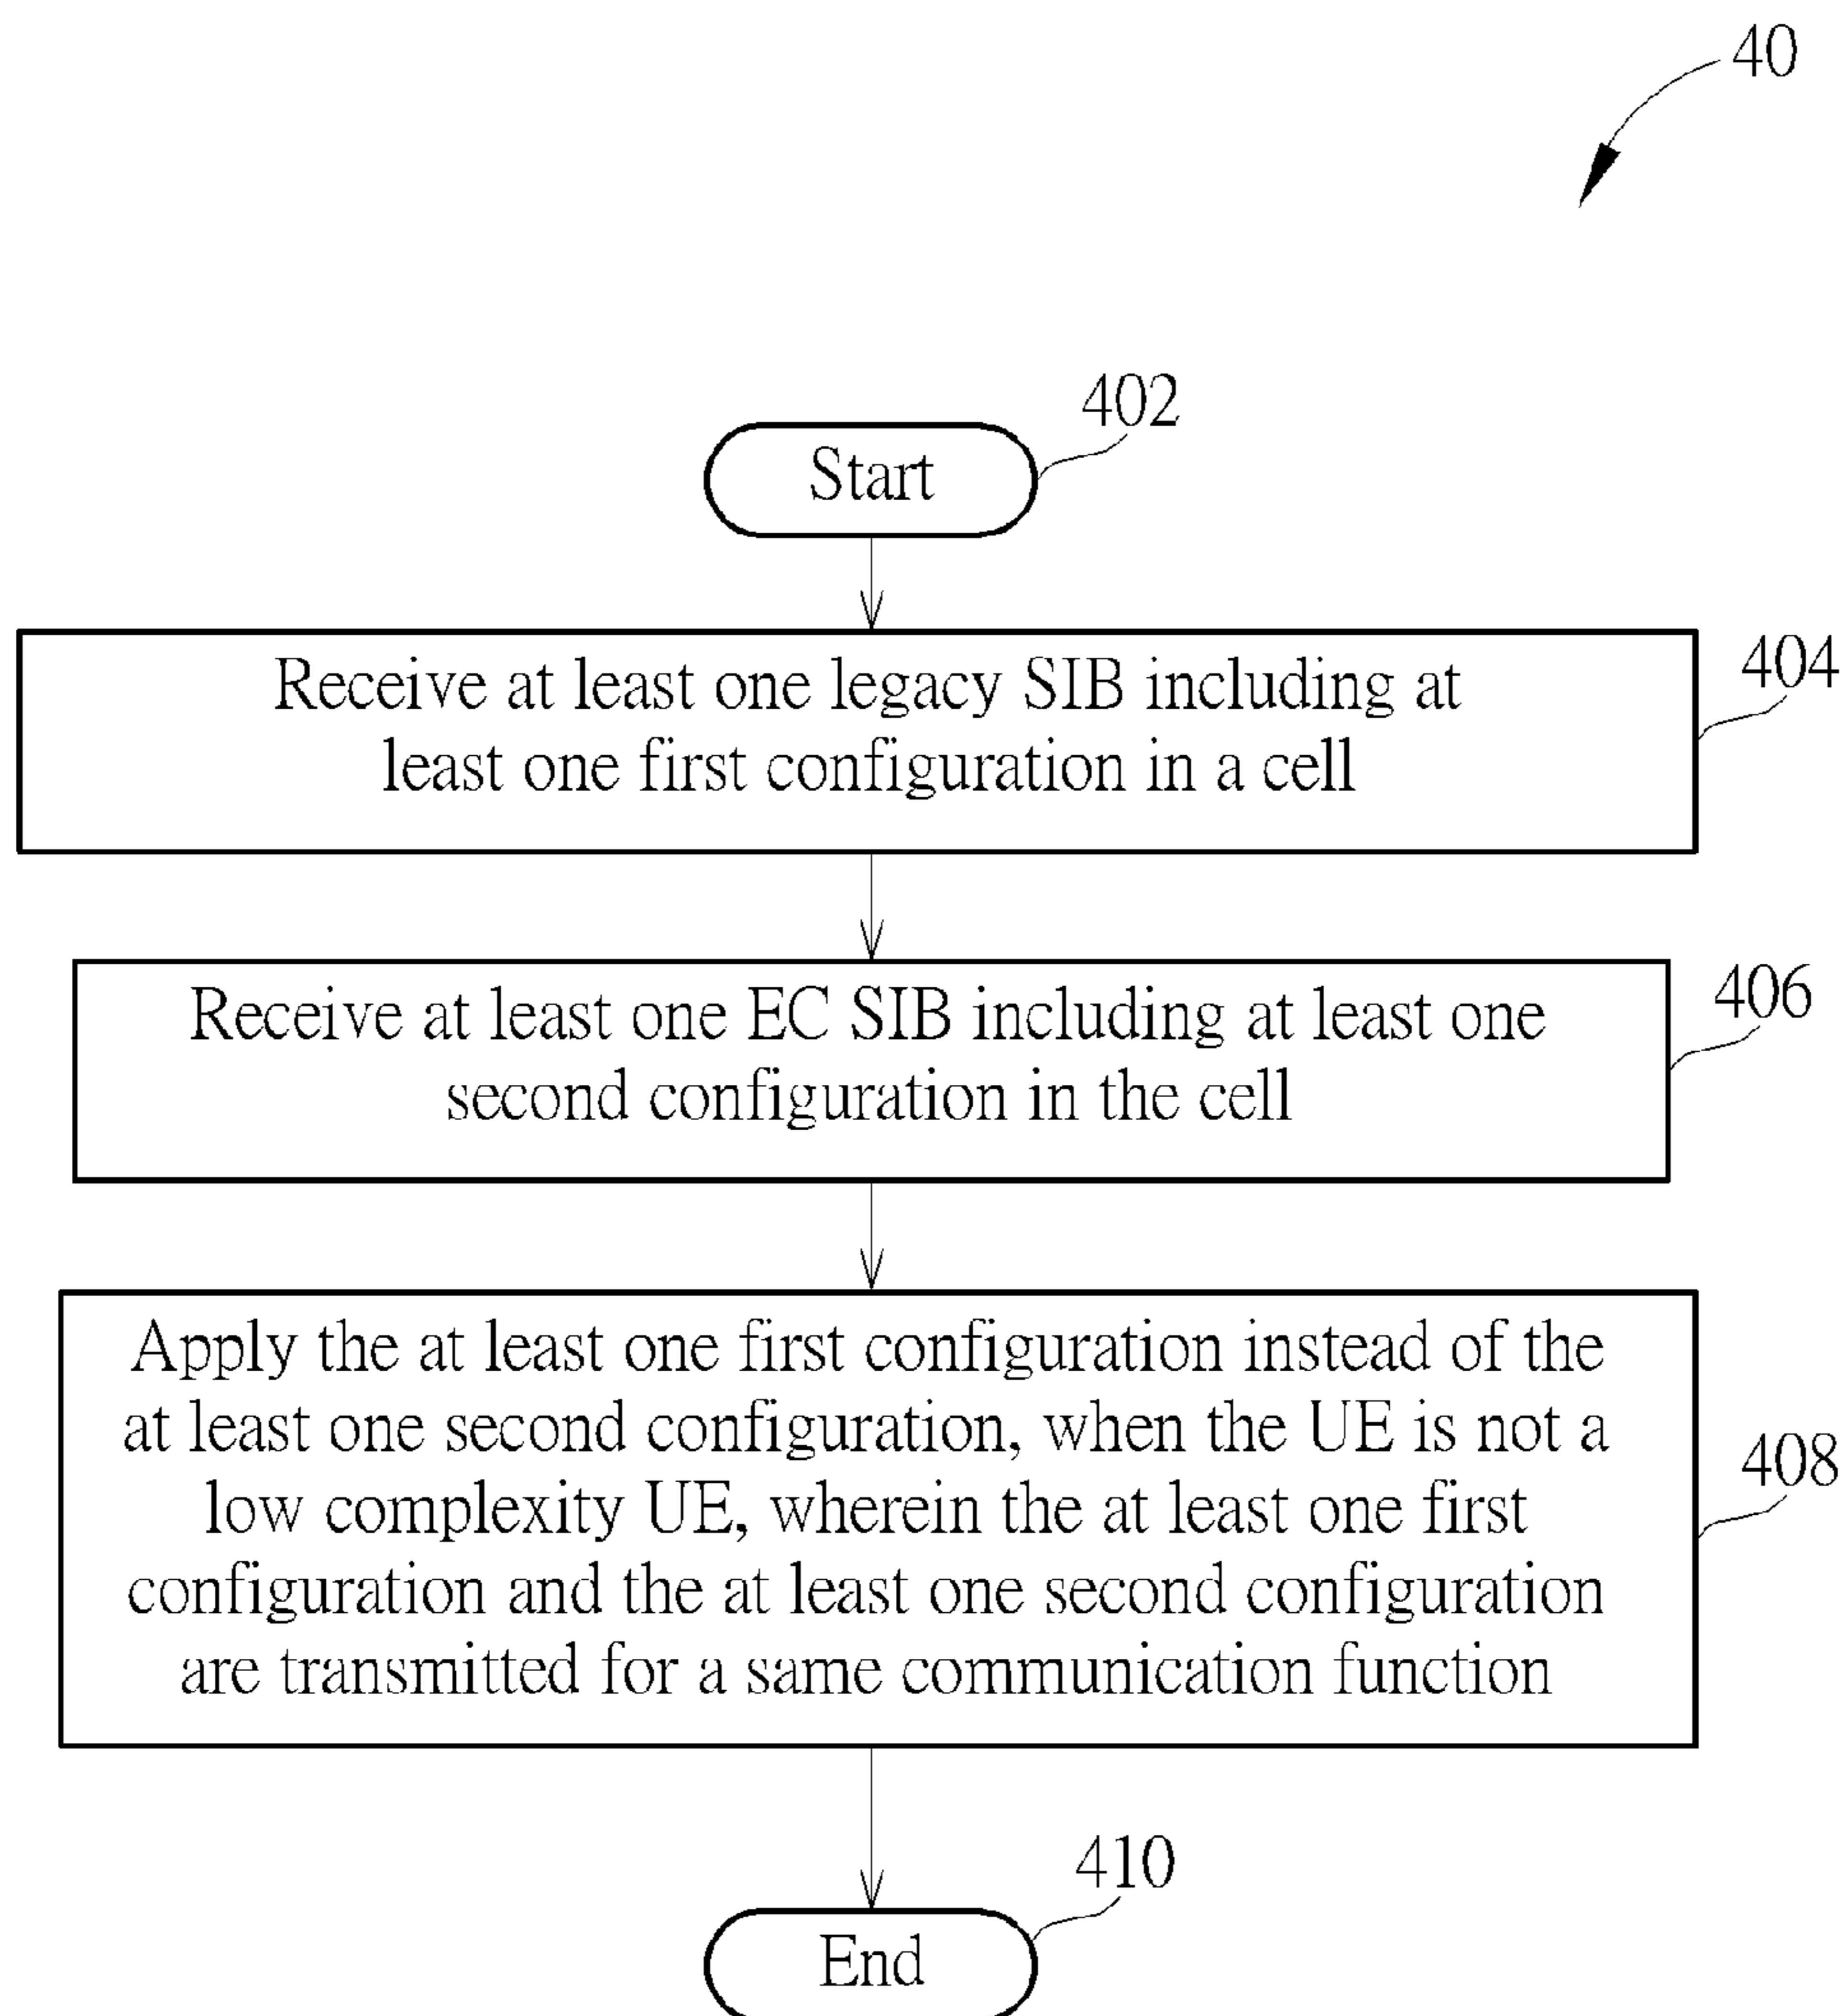 40
402
Start
404
Receive at least one legacy SIB including at
least one first configuration in a cell
406
Receive at least one EC SIB including at least one
second configuration in the cell
Apply the at least one first configuration instead of the
at least one second configuration, when the UE is not a
408
low complexity UE, wherein the at least one first
configuration and the at least one second configuration
are transmitted for a same communication function
410
End